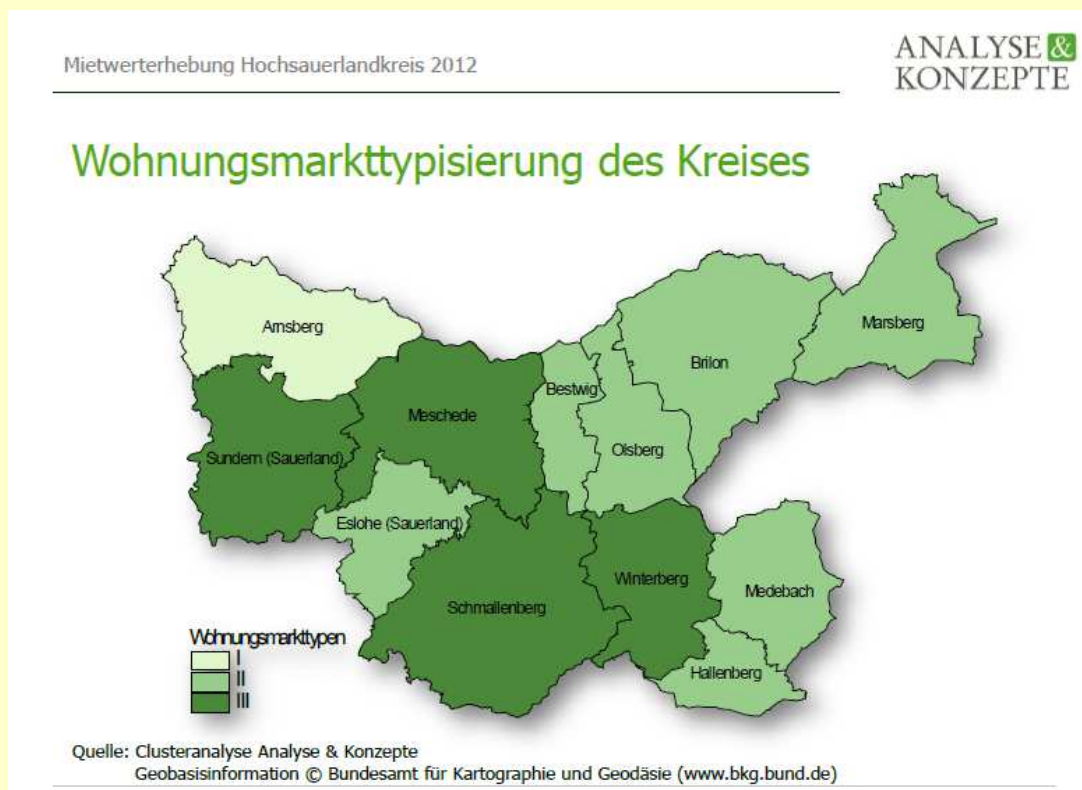 Mietwerterhebung Hochsauerlandkreis 2012
ANALYSE &
KONZEPTE
Wohnungsmarkttypisierung des Kreises
Arnsberg
Marsberg
Brilon
Bestwig
Meschede
Olsberg
Sundern (Sauerland)
Eslohe (Sauerland)
Winterberg
Medebach
Schmallenberg
Hallenberg
Wohnungsmarkttypen
I
II
III
Quelle: Clusteranalyse Analyse & Konzepte
Geobasisinformation © Bundesamt für Kartographie und Geodäsie (www.bkg.bund.de)